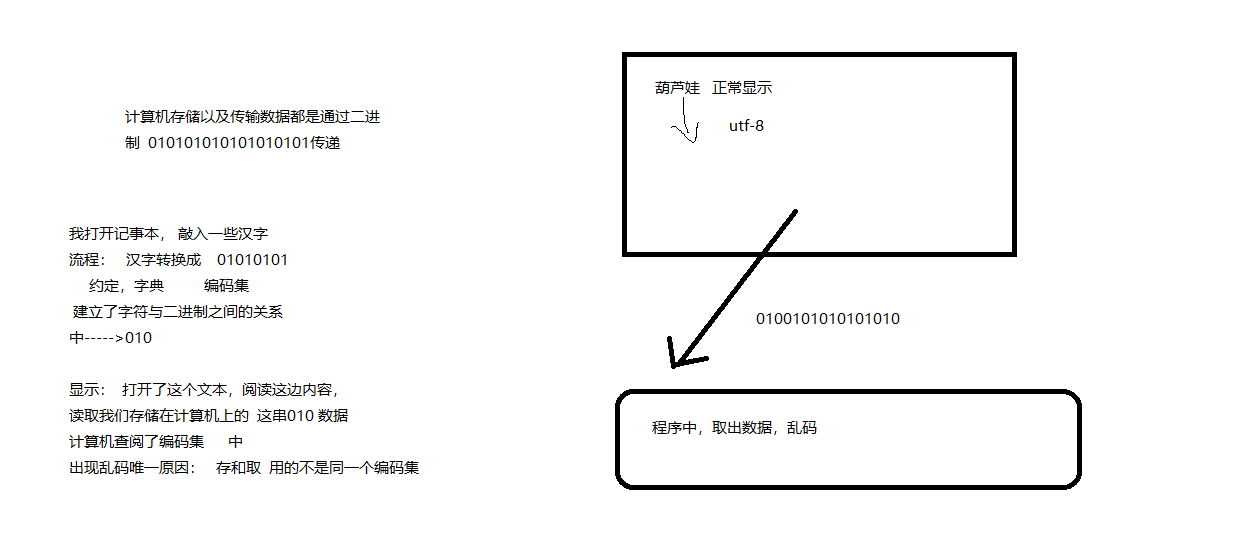 计算机存储以及传输数据都是通过二进
制  010101010101010101传递
我打开记事本， 敲入一些汉字
流程：  汉字转换成   01010101
约定，字典        编码集
建立了字符与二进制之间的关系
中----->010
显示：  打开了这个文本，阅读这边内容，
读取我们存储在计算机上的  这串010 数据
计算机查阅了编码集     中
出现乱码唯一原因：   存和取  用的不是同一个编码集
葫芦娃  正常显示
utf-8
0100101010101010
程序中，取出数据，乱码